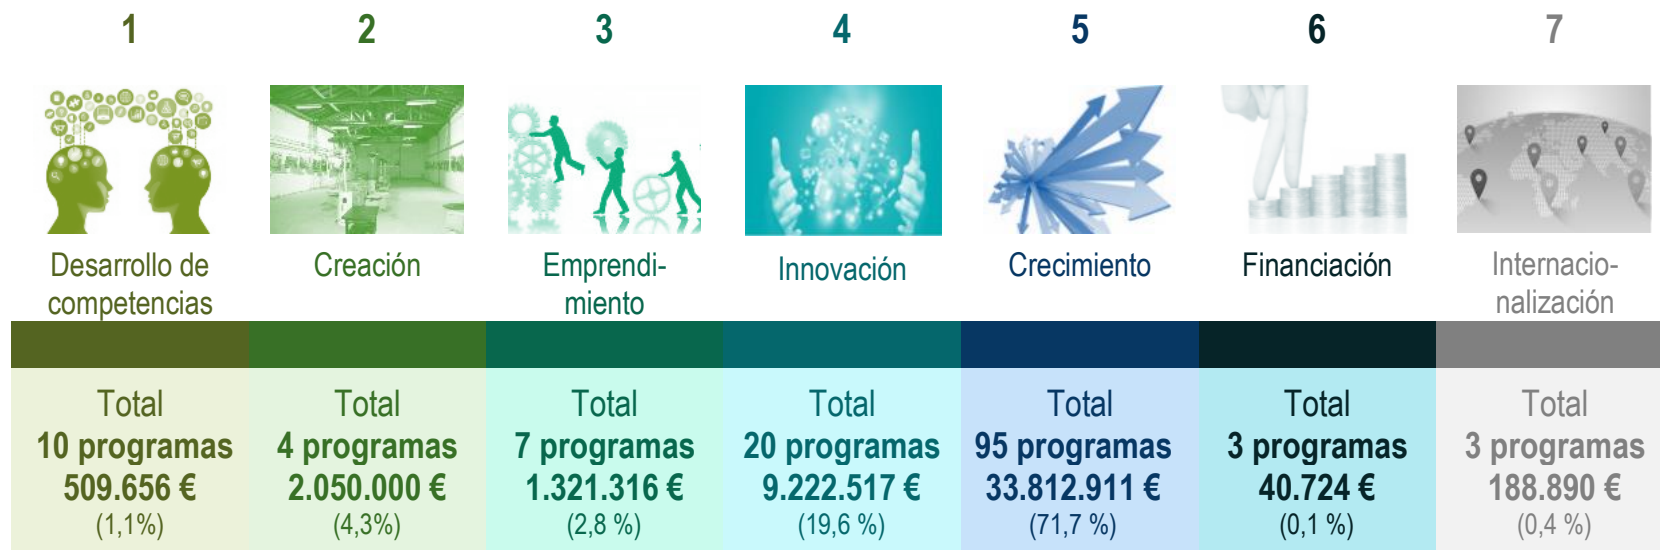 1
2
3
4
5
6
7
Desarrollo de
competencias
Creación
Emprendi-
miento
Innovación
Crecimiento
Financiación
Internacio-
nalización
Total
10 programas
509.656 €
(1,1%)
Total
4 programas
2.050.000 €
(4,3%)
Total
7 programas
1.321.316 €
(2,8 %)
Total
20 programas
9.222.517 €
(19,6 %)
Total
95 programas
33.812.911 €
(71,7 %)
Total
3 programas
40.724 €
(0,1 %)
Total
3 programas
188.890 €
(0,4 %)